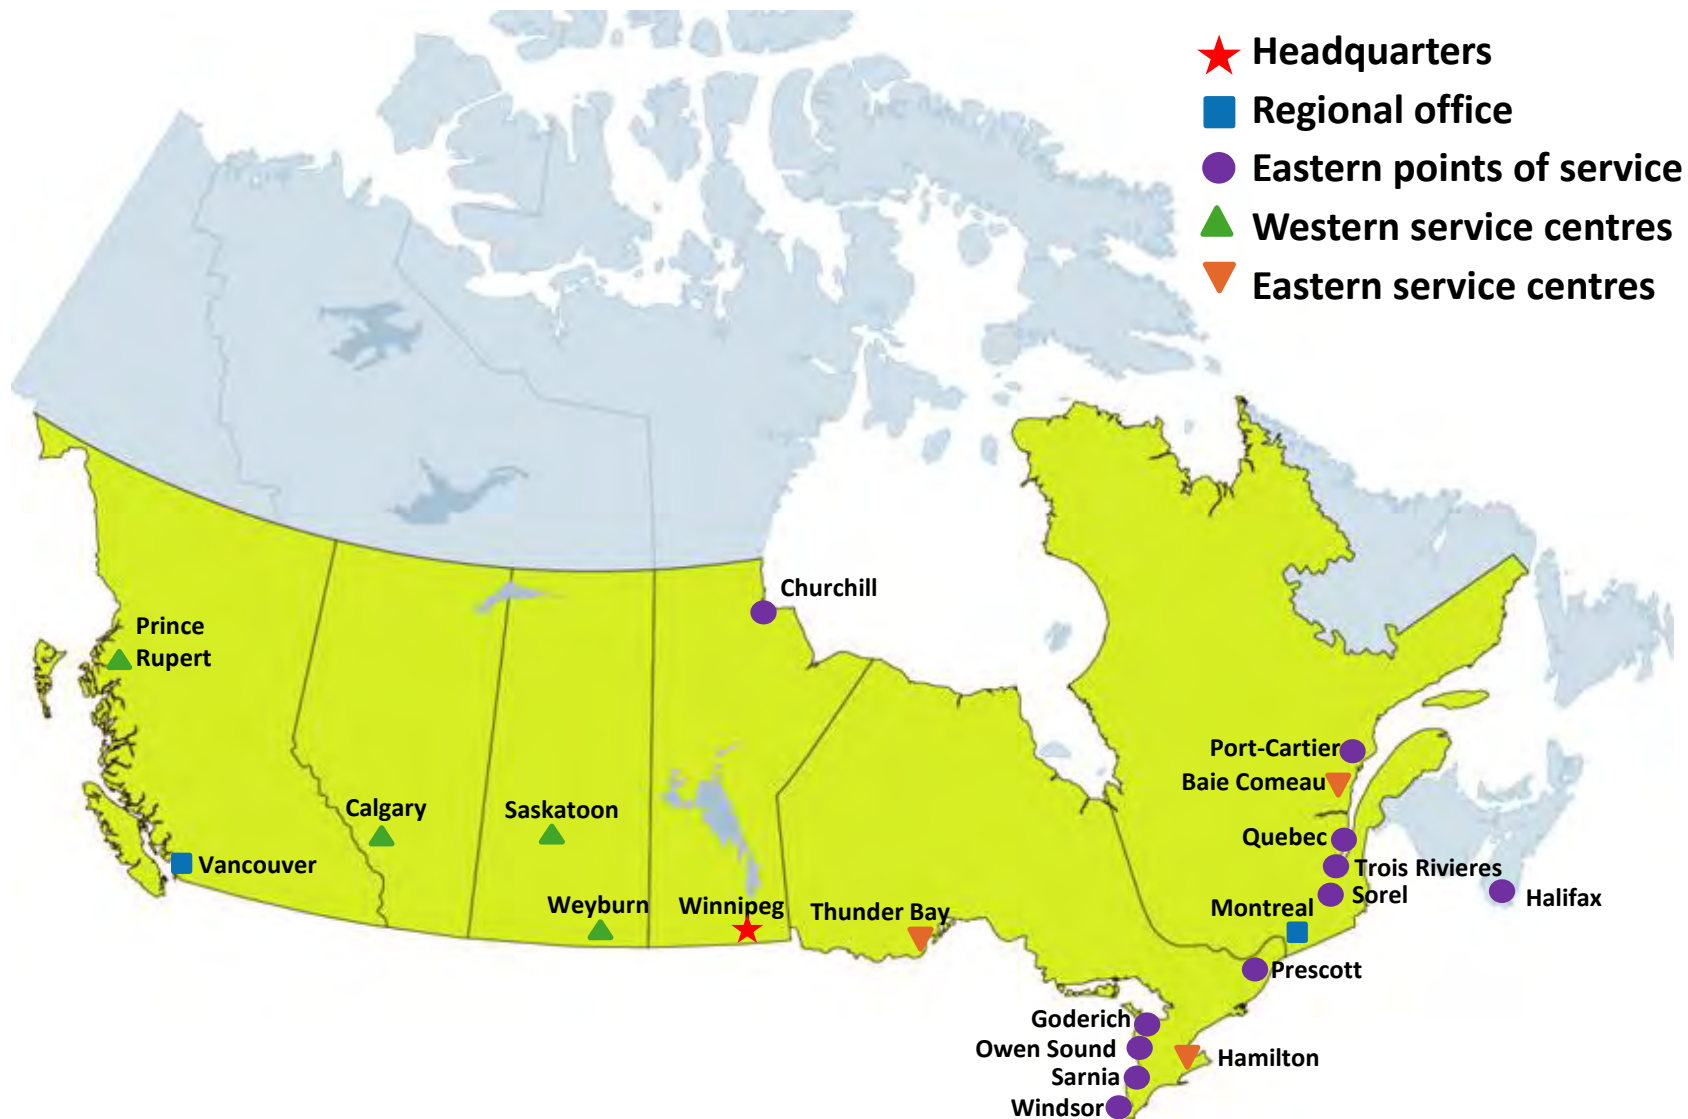 Headquarters
Regional office
Eastern points of service
Western service centres
Eastern service centres
Churchill
Prince
Rupert
Port-Cartier
Baie Comeau
Calgary
Saskatoon
Quebec
Vancouver
Trois Rivieres
Sorel
Halifax
Weyburn
Winnipeg
Thunder Bay
Montreal
Prescott
Goderich
Owen Sound
Hamilton
Sarnia
Windsor